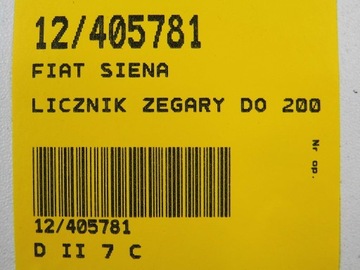 12/405781
FIAT SIENA
LICZNIK ZEGARY DO 200
Nr op.
12/405781
D II 7 C